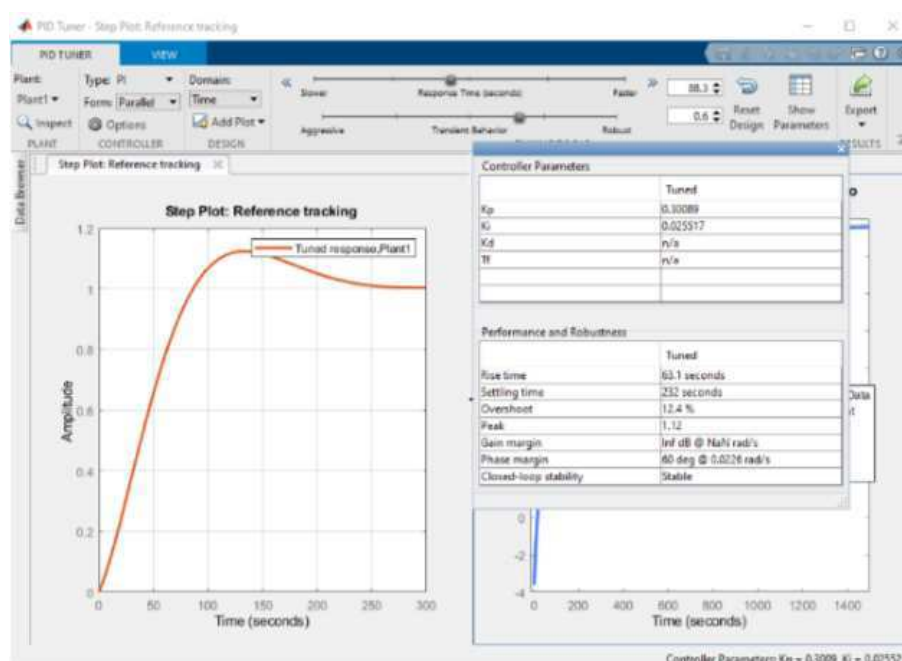 PID Tuner - Step Plot: Reference tracking
PID TUNER VIEW
Plant: Type: PI Domain: 88.3
Plant1 Form: Parallel Time Slower Response Time (seconds) Faster 0.6 Reset Show Export
Inspect Options Add Plot Aggressive Transient Behavior Robust Design Parameters
PLANT CONTROLLER DESIGN RESULTS
Data Browser
Step Plot: Reference tracking
Step Plot: Reference tracking
Tuned response,Plant1
1.2
1
0.8
0.6
0.4
0.2
0
0 50 100 150 200 250 300
Time (seconds)
Amplitude
Controller Parameters
Tuned
Kp 0.30089
Ki 0.025517
Kd n/a
Tf n/a
Performance and Robustness
Tuned
Rise time 63.1 seconds
Settling time 232 seconds
Overshoot 12.4 %
Peak 1.12
Gain margin Inf dB @ NaN rad/s
Phase margin 60 deg @ 0.0226 rad/s
Closed-loop stability Stable
Data
0
-2
-4
0 200 400 600 800 1000 1200 1400
Time (seconds)
Controller Parameters: Kp = 0.3009, Ki = 0.02552